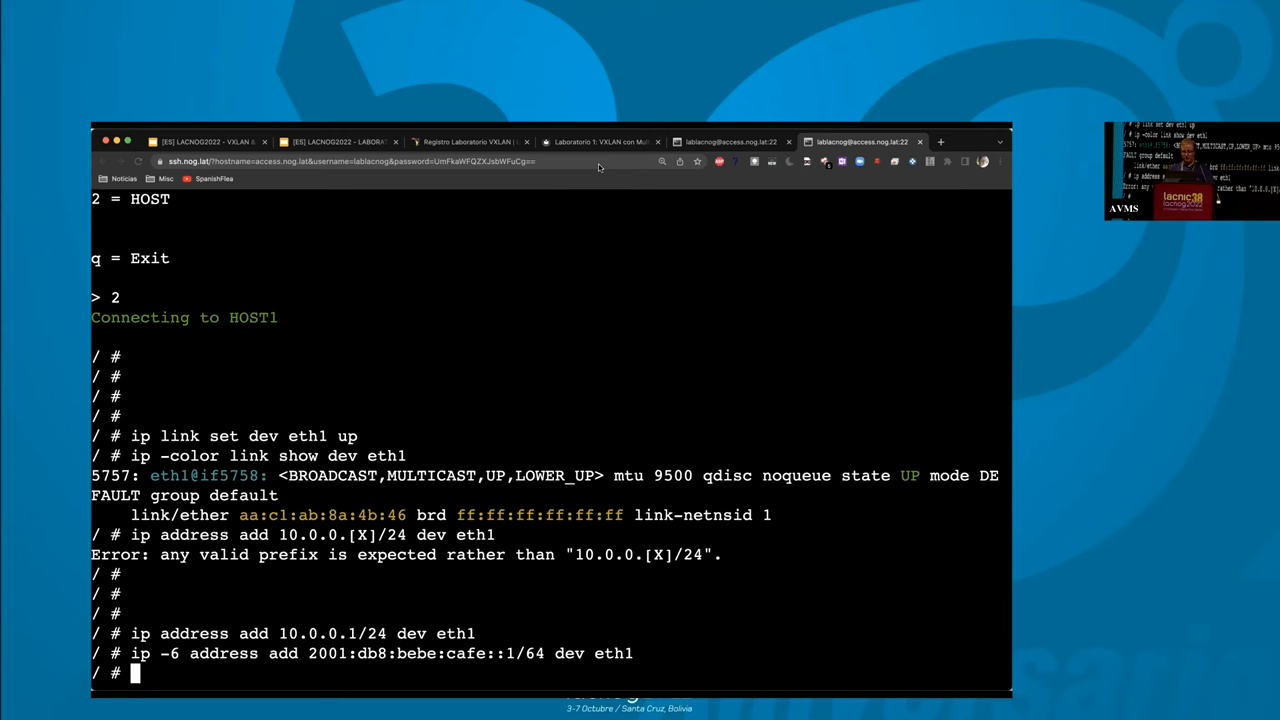 [ES] LACNOG2022 - VXLAN &
[ES] LACNOG2022 - LABORAT
Registro Laboratorio VXLAN | L
Laboratorio 1: VXLAN con Mult
lablacnog@access.nog.lat:22
lablacnog@access.nog.lat:22
ssh.nog.lat/?hostname=access.nog.lat&username=lablacnog&password=UmFkaWFQZXJsbWFuCg==
Noticias
Misc
SpanishFlea
2 = HOST
q = Exit
> 2
Connecting to HOST1
/ #
/ #
/ #
/ #
/ # ip link set dev eth1 up
/ # ip -color link show dev eth1
5757: eth1@if5758: <BROADCAST,MULTICAST,UP,LOWER_UP> mtu 9500 qdisc noqueue state UP mode DE
FAULT group default
link/ether aa:c1:ab:8a:4b:46 brd ff:ff:ff:ff:ff:ff link-netnsid 1
/ # ip address add 10.0.0.[X]/24 dev eth1
Error: any valid prefix is expected rather than "10.0.0.[X]/24".
/ #
/ #
/ #
/ # ip address add 10.0.0.1/24 dev eth1
/ # ip -6 address add 2001:db8:bebe:cafe::1/64 dev eth1
/ #
AVMS
lacnic38
lacnog2022
3-7 Octubre / Santa Cruz, Bolivia